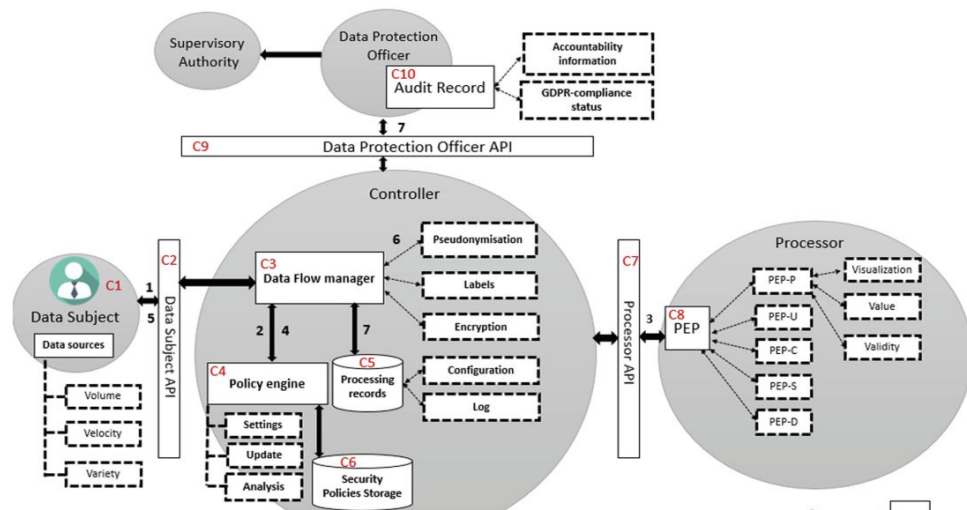 Supervisory
Authority
Data Protection
Officer
C10
Audit Record
Accountability
information
GDPR-compliance
status
7
C9
Data Protection Officer API
Controller
C1
Data Subject
Data sources
Volume
Velocity
Variety
1
5
C2
Data Subject API
C3
Data Flow manager
6
Pseudonymisation
Labels
Encryption
2 4
7
C4
Policy engine
Settings
Update
Analysis
C5
Processing
records
Configuration
Log
C6
Security
Policies Storage
C7
Processor API
3
Processor
C8
PEP
PEP-P
PEP-U
PEP-C
PEP-S
PEP-D
Visualization
Value
Validity